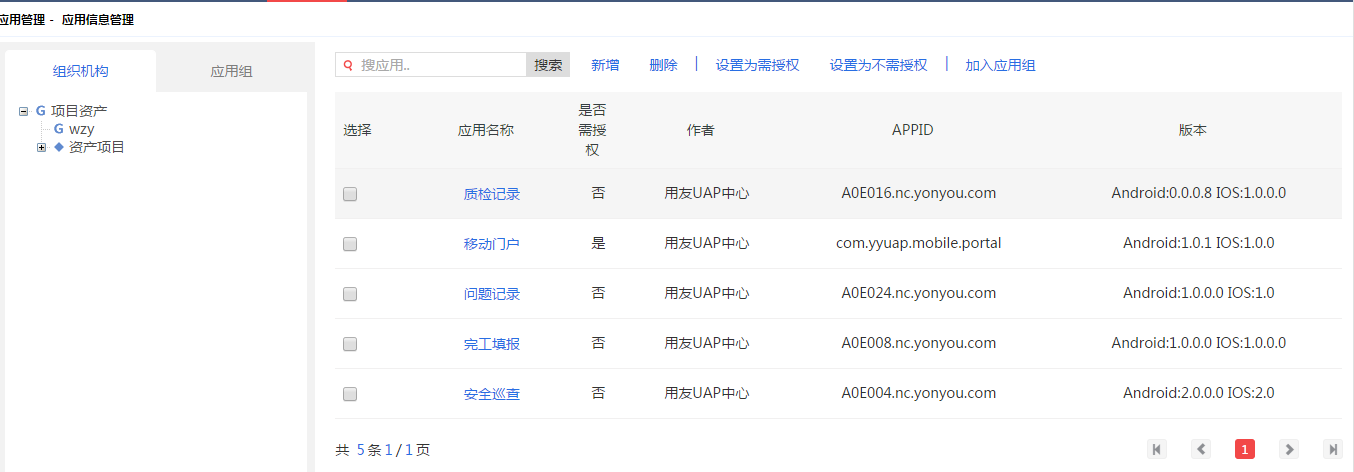 应用管理 - 应用信息管理
组织机构 应用组
G 项目资产
G wzy
资产项目
搜应用.. 搜索 新增 删除 | 设置为需授权 设置为不需授权 | 加入应用组
选择 应用名称 是否需授权 作者 APPID 版本
质检记录 否 用友UAP中心 A0E016.nc.yonyou.com Android:0.0.0.8 IOS:1.0.0.0
移动门户 是 用友UAP中心 com.yyuap.mobile.portal Android:1.0.1 IOS:1.0.0
问题记录 否 用友UAP中心 A0E024.nc.yonyou.com Android:1.0.0.0 IOS:1.0
完工填报 否 用友UAP中心 A0E008.nc.yonyou.com Android:1.0.0.0 IOS:1.0.0.0
安全巡查 否 用友UAP中心 A0E004.nc.yonyou.com Android:2.0.0.0 IOS:2.0
共 5 条 1 / 1 页 1